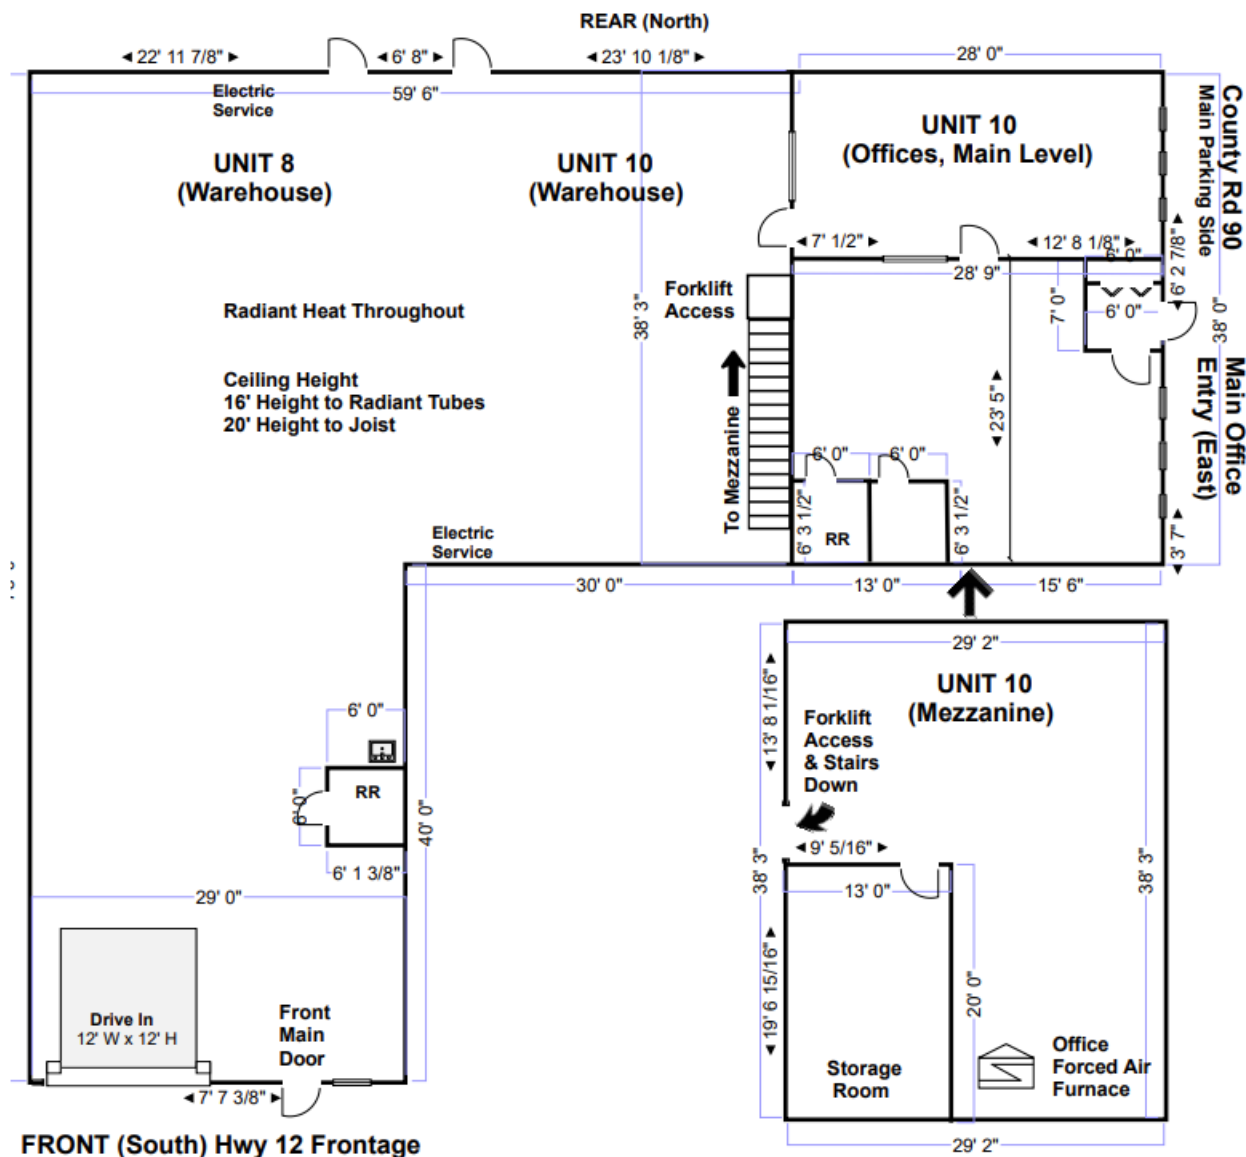 REAR (North)
22' 11 7/8"
6' 8"
23' 10 1/8"
28' 0"
59' 6"
Electric
Service
UNIT 8
(Warehouse)
UNIT 10
(Warehouse)
UNIT 10
(Offices, Main Level)
County Rd 90
Main Parking Side
7' 1/2"
12' 8 1/8"
6' 0"
6' 2 7/8"
28' 9"
Forklift
Access
38' 3"
7' 0"
6' 0"
38' 0"
Radiant Heat Throughout
Ceiling Height
16' Height to Radiant Tubes
20' Height to Joist
To Mezzanine
23' 5"
Main Office
Entry (East)
6' 0"
6' 0"
6' 3 1/2"
RR
6' 3 1/2"
3' 7"
Electric
Service
30' 0"
13' 0"
15' 6"
29' 2"
UNIT 10
(Mezzanine)
13' 8 1/16"
Forklift
Access
& Stairs
Down
6' 0"
6' 0"
RR
40' 0"
6' 1 3/8"
9' 5/16"
38' 3"
38' 3"
29' 0"
13' 0"
19' 6 15/16"
20' 0"
Drive In
12' W x 12' H
Front
Main
Door
Storage
Room
Office
Forced Air
Furnace
7' 7 3/8"
FRONT (South) Hwy 12 Frontage
29' 2"